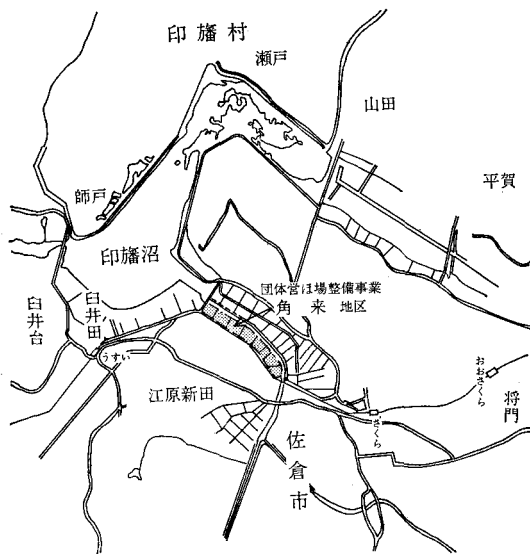 印旛村
瀬戸
山田
平賀
師戸
印旛沼
臼井台
臼井田
うすい
団体営ほ場整備事業
角来 地区
江原新田
おおさくら
さくら
将門
佐倉市